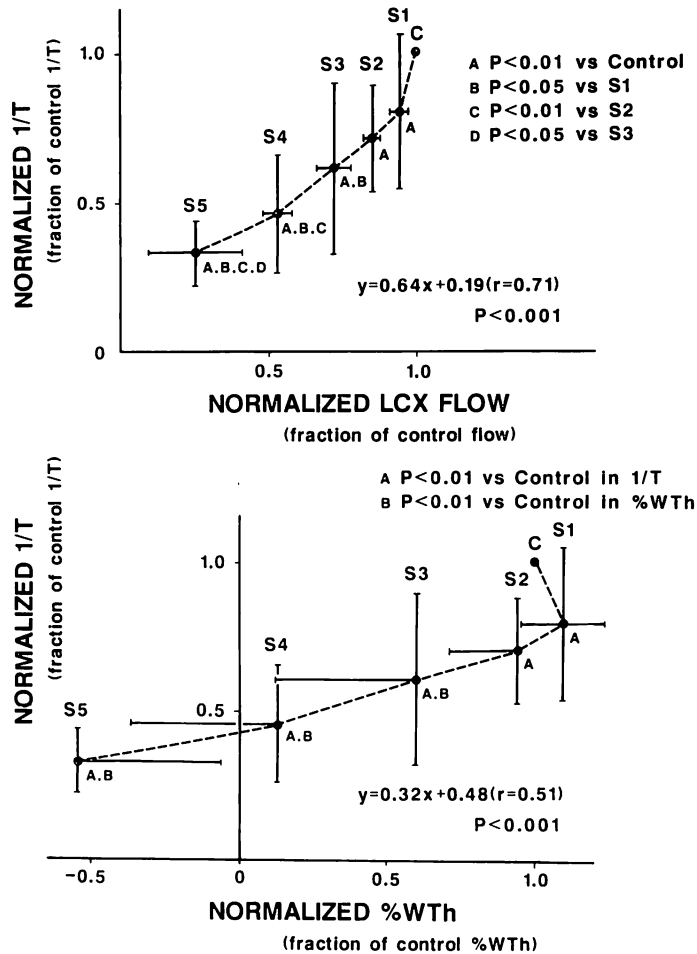 NORMALIZED 1/T
(fraction of control 1/T)
1.0
0.5
0
S1
C
S3
S2
S4
S5
A
A
A.B
A.B.C
A.B.C.D
A P<0.01 vs Control
B P<0.05 vs S1
C P<0.01 vs S2
D P<0.05 vs S3
y=0.64x+0.19(r=0.71)
P<0.001
0.5
1.0
NORMALIZED LCX FLOW
(fraction of control flow)
A P<0.01 vs Control in 1/T
B P<0.01 vs Control in %WTh
NORMALIZED 1/T
(fraction of control 1/T)
1.0
0.5
S1
C
S2
S3
S4
S5
A
A
A.B
A.B
A.B
y=0.32x+0.48(r=0.51)
P<0.001
-0.5
0
0.5
1.0
NORMALIZED %WTh
(fraction of control %WTh)